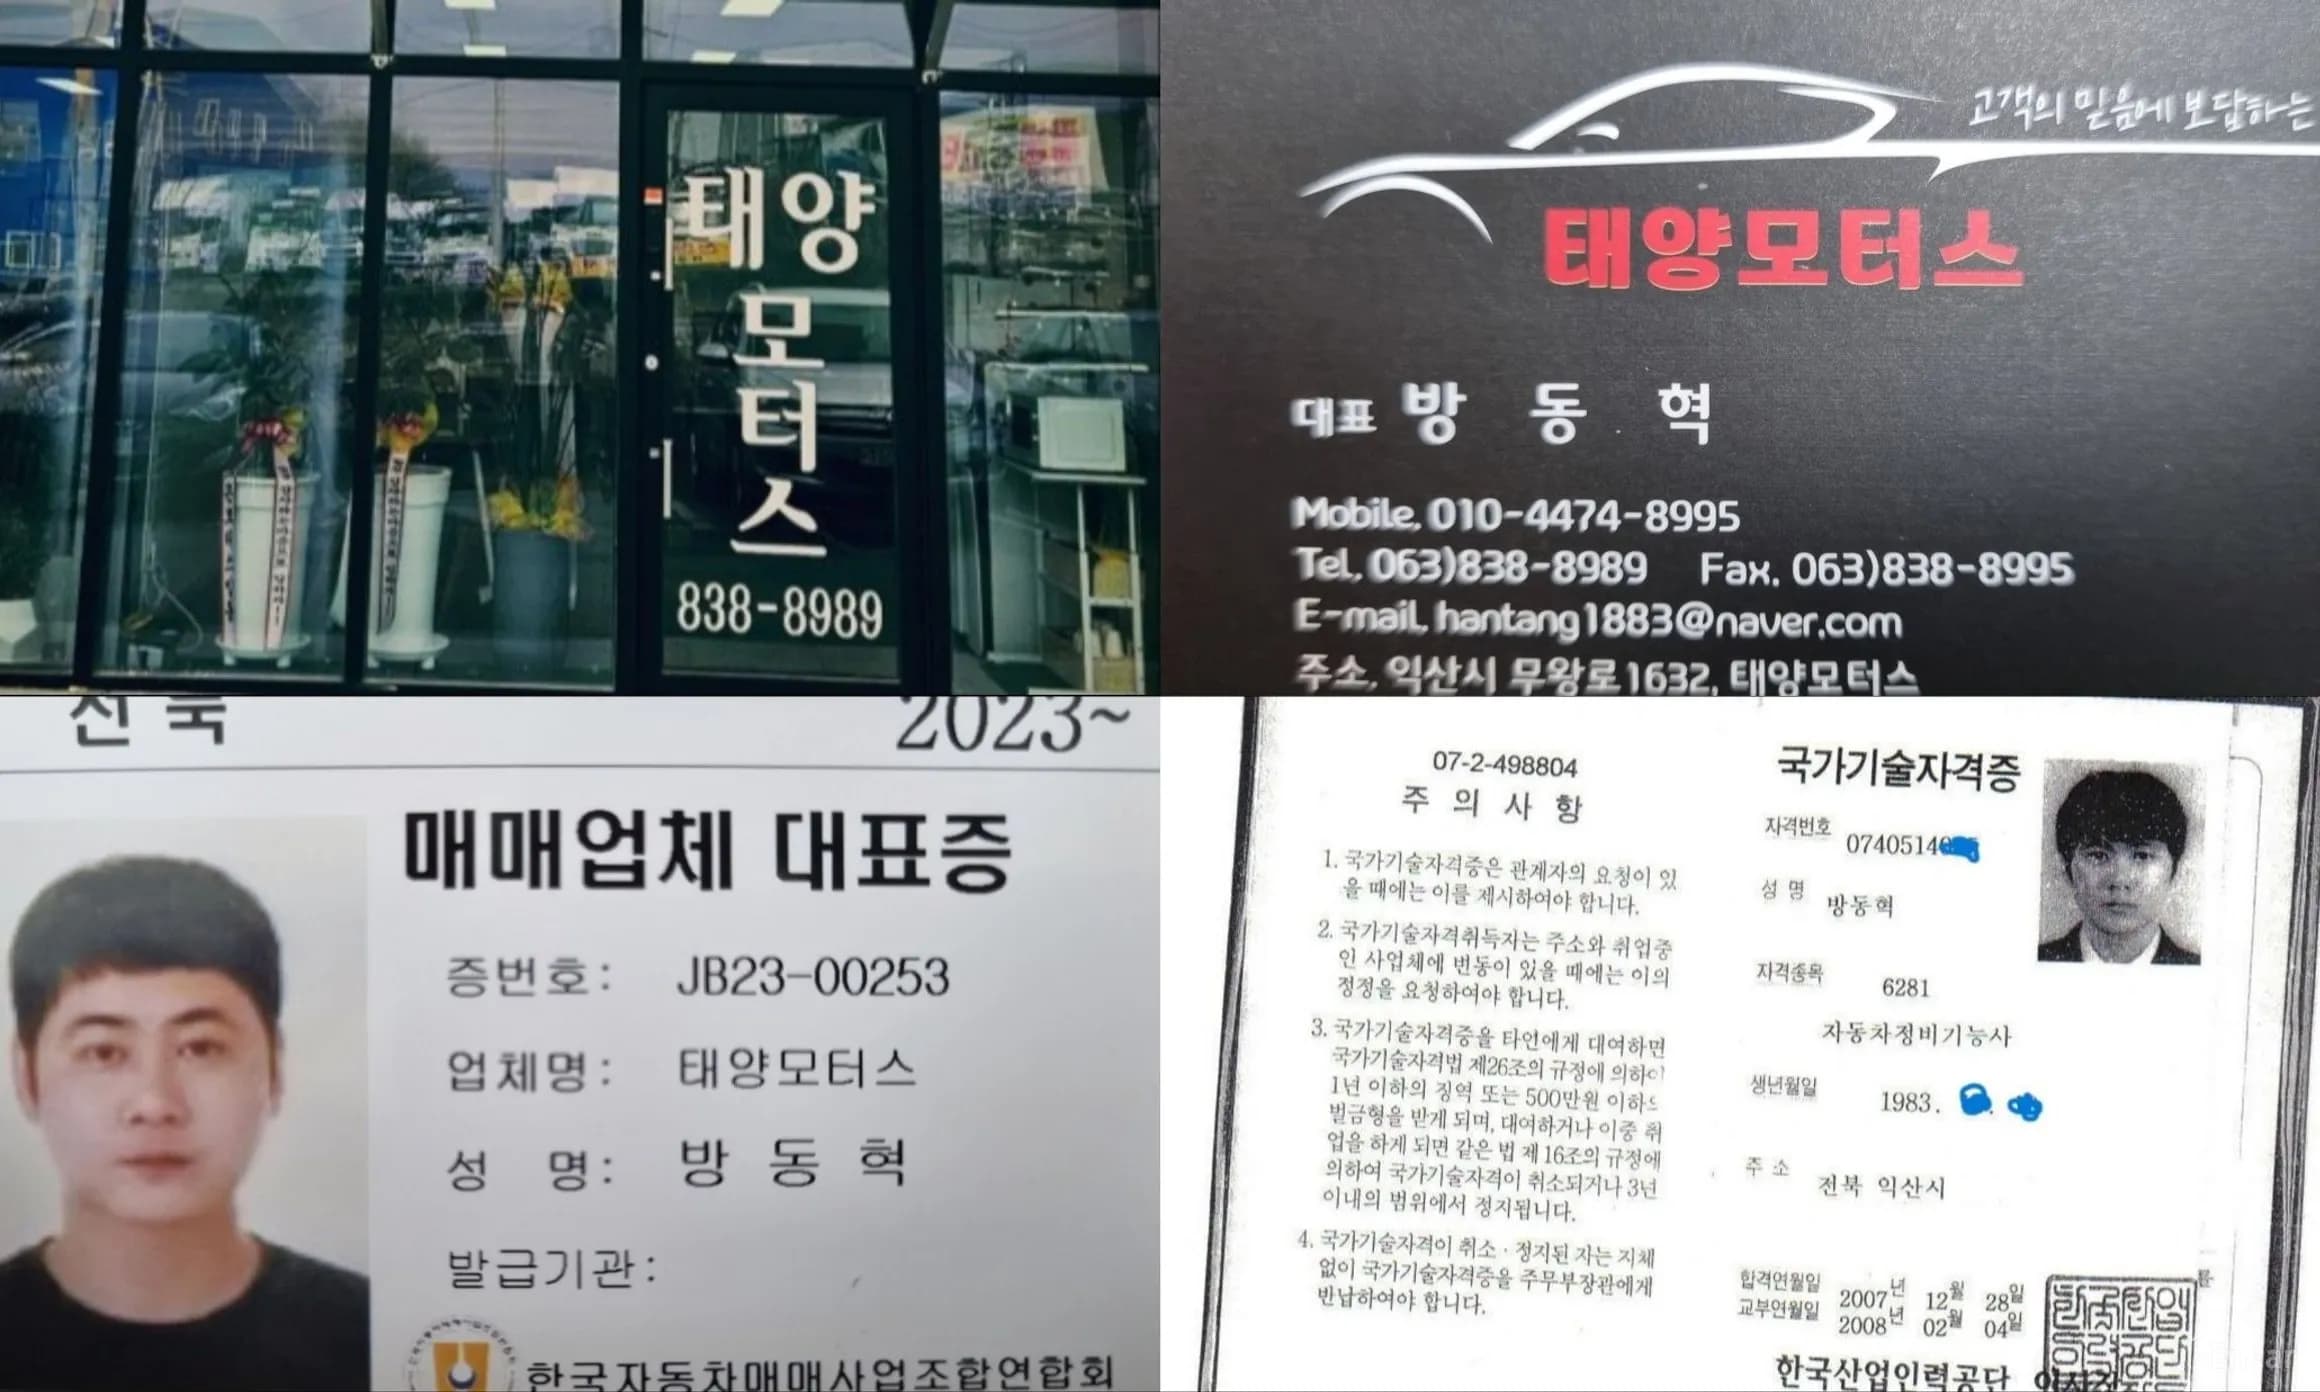 태양
모
터
스
838-8989
고객의 믿음에 보답하는
태양모터스
대표 방 동 혁
Mobile. 010-4474-8995
Tel. 063)838-8989 Fax. 063)838-8995
E-mail. hantang1883@naver.com
주소. 익산시 무왕로1632, 태양모터스
전북
2023~
매매업체 대표증
증번호: JB23-00253
업체명: 태양모터스
성 명: 방 동 혁
발급기관:
한국자동차매매사업조합연합회
07-2-498804
주 의 사 항
1. 국가기술자격증은 관계자의 요청이 있
을 때에는 이를 제시하여야 합니다.
2. 국가기술자격취득자는 주소와 취업중
인 사업체에 변동이 있을 때에는 이의
정정을 요청하여야 합니다.
3. 국가기술자격증을 타인에게 대여하면
국가기술자격법 제26조의 규정에 의하
1년 이하의 징역 또는 500만원 이하
벌금형을 받게 되며, 대여하거나 이중 취
업을 하게 되면 같은 법 제16조의 규정에
의하여 국가기술자격이 취소되거나 3년
이내의 범위에서 정지됩니다.
4. 국가기술자격이 취소·정지된 자는 지체
없이 국가기술자격증을 주무부장관에게
반납하여야 합니다.
국가기술자격증
자격번호 0740514
성 명 방동혁
자격종목 6281
자동차정비기능사
생년월일 1983.
주 소 전북 익산시
합격연월일 2007년 12월 28일
교부연월일 2008년 02월 04일
한국산업인력공단